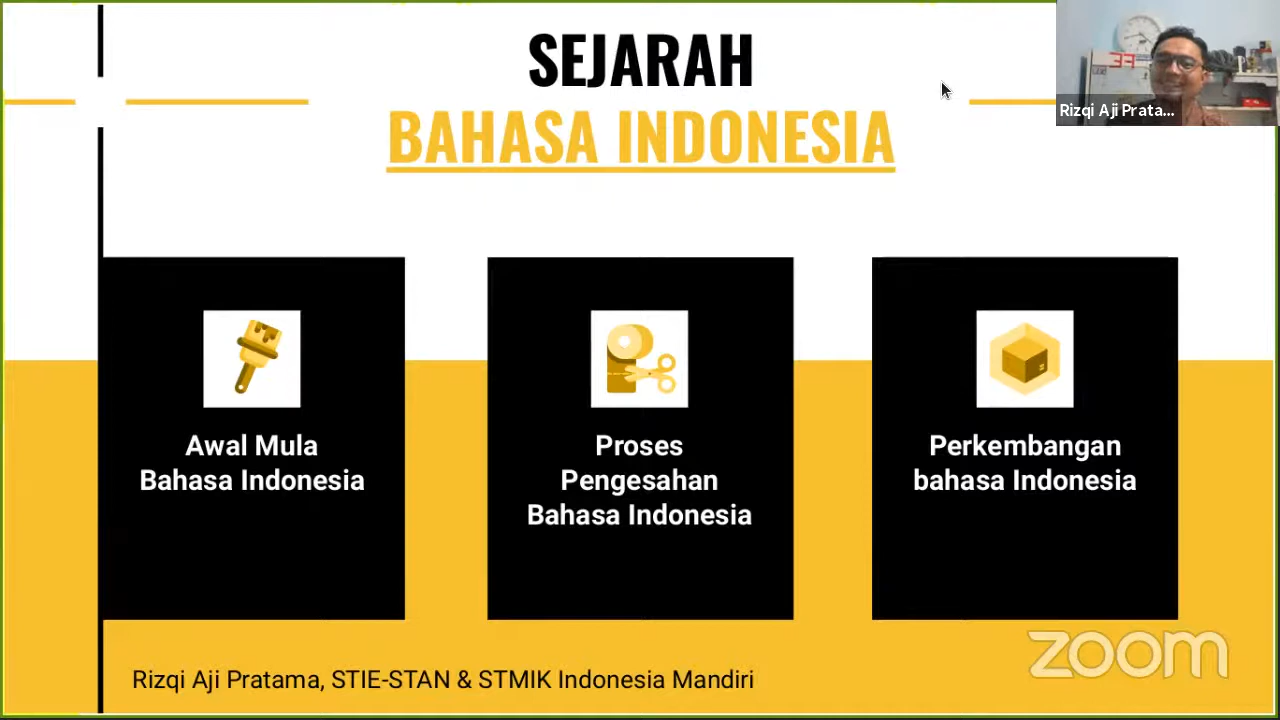 SEJARAH
BAHASA INDONESIA
Rizqi Aji Prata...
Awal Mula
Bahasa Indonesia
Proses
Pengesahan
Bahasa Indonesia
Perkembangan
bahasa Indonesia
Rizqi Aji Pratama, STIE-STAN & STMIK Indonesia Mandiri
zoom